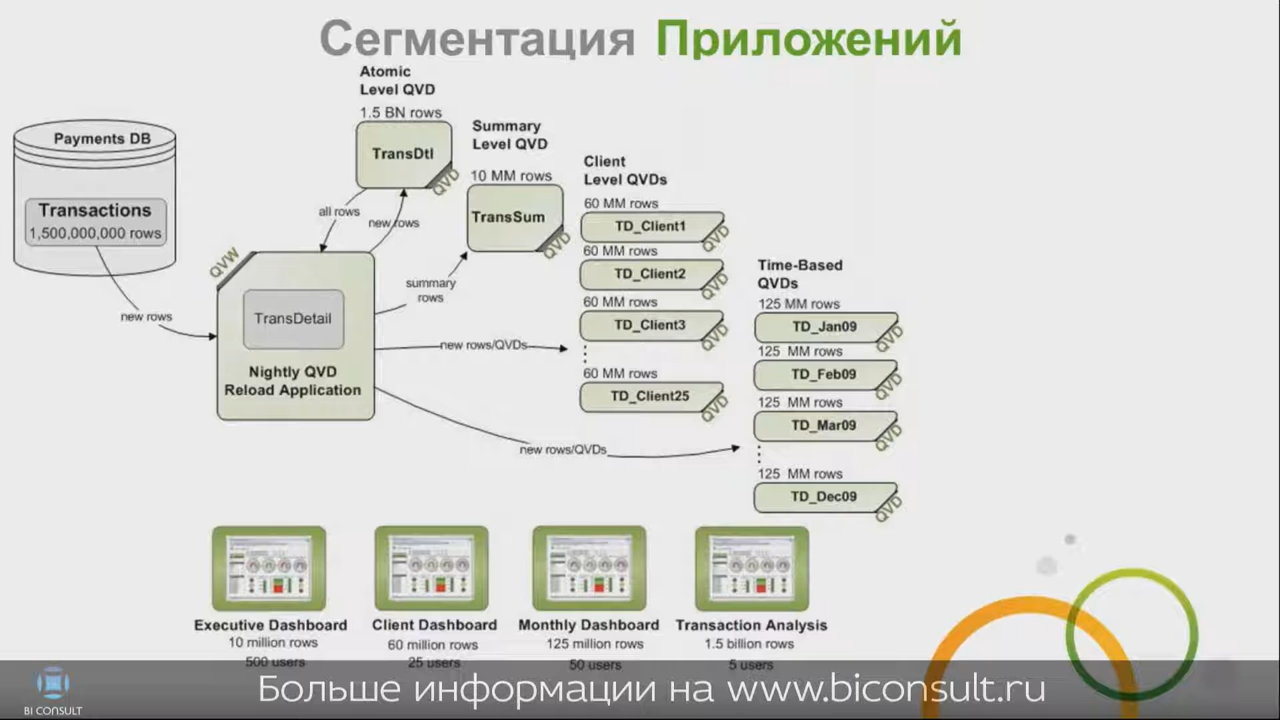 Сегментация Приложений
Atomic
Level QVD
1.5 BN rows
TransDtl
QVD
Summary
Level QVD
10 MM rows
TransSum
QVD
Client
Level QVDs
60 MM rows
TD_Client1
QVD
60 MM rows
TD_Client2
QVD
60 MM rows
TD_Client3
QVD
60 MM rows
TD_Client25
QVD
Time-Based
QVDs
125 MM rows
TD_Jan09
QVD
125 MM rows
TD_Feb09
QVD
125 MM rows
TD_Mar09
QVD
125 MM rows
TD_Dec09
QVD
Payments DB
Transactions
1,500,000,000 rows
new rows
all rows
new rows
summary
rows
new rows/QVDs
new rows/QVDs
QVW
TransDetail
Nightly QVD
Reload Application
Executive Dashboard
10 million rows
500 users
Client Dashboard
60 million rows
25 users
Monthly Dashboard
125 million rows
50 users
Transaction Analysis
1.5 billion rows
5 users
Больше информации на www.biconsult.ru
BI CONSULT